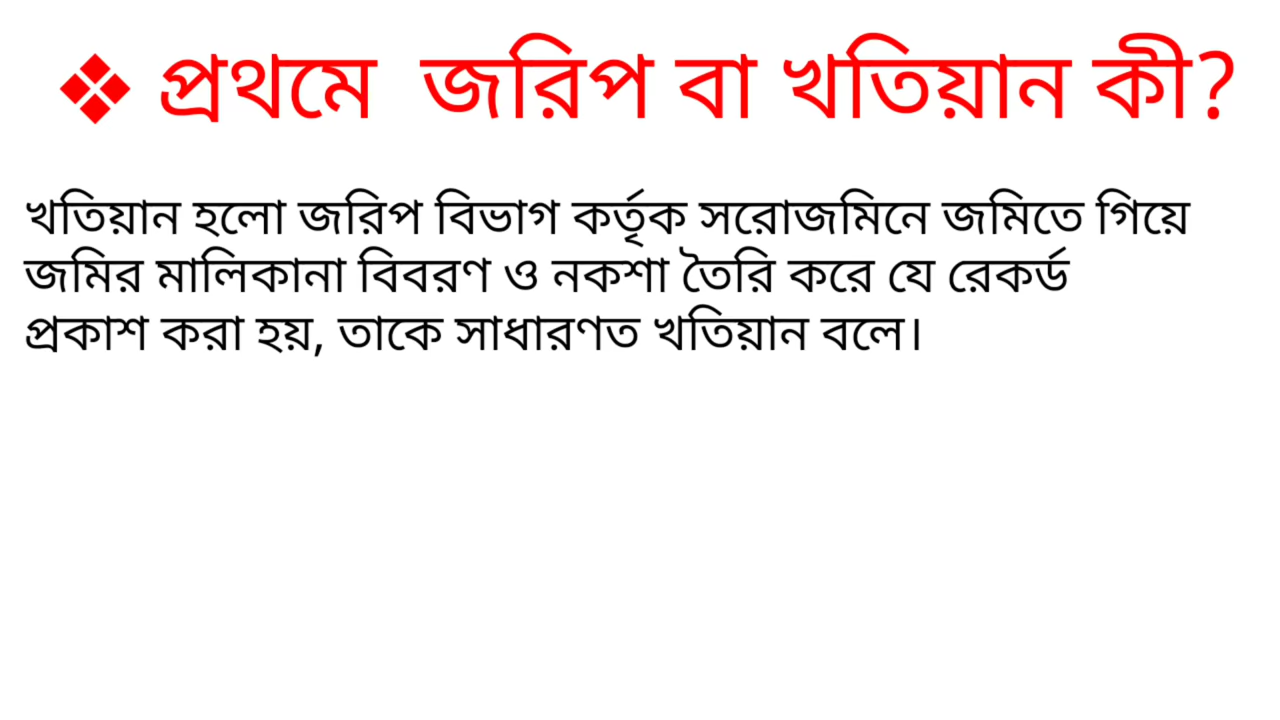 ❖ প্রথমে জরিপ বা খতিয়ান কী?
খতিয়ান হলো জরিপ বিভাগ কর্তৃক সরোজমিনে জমিতে গিয়ে
জমির মালিকানা বিবরণ ও নকশা তৈরি করে যে রেকর্ড
প্রকাশ করা হয়, তাকে সাধারণত খতিয়ান বলে।